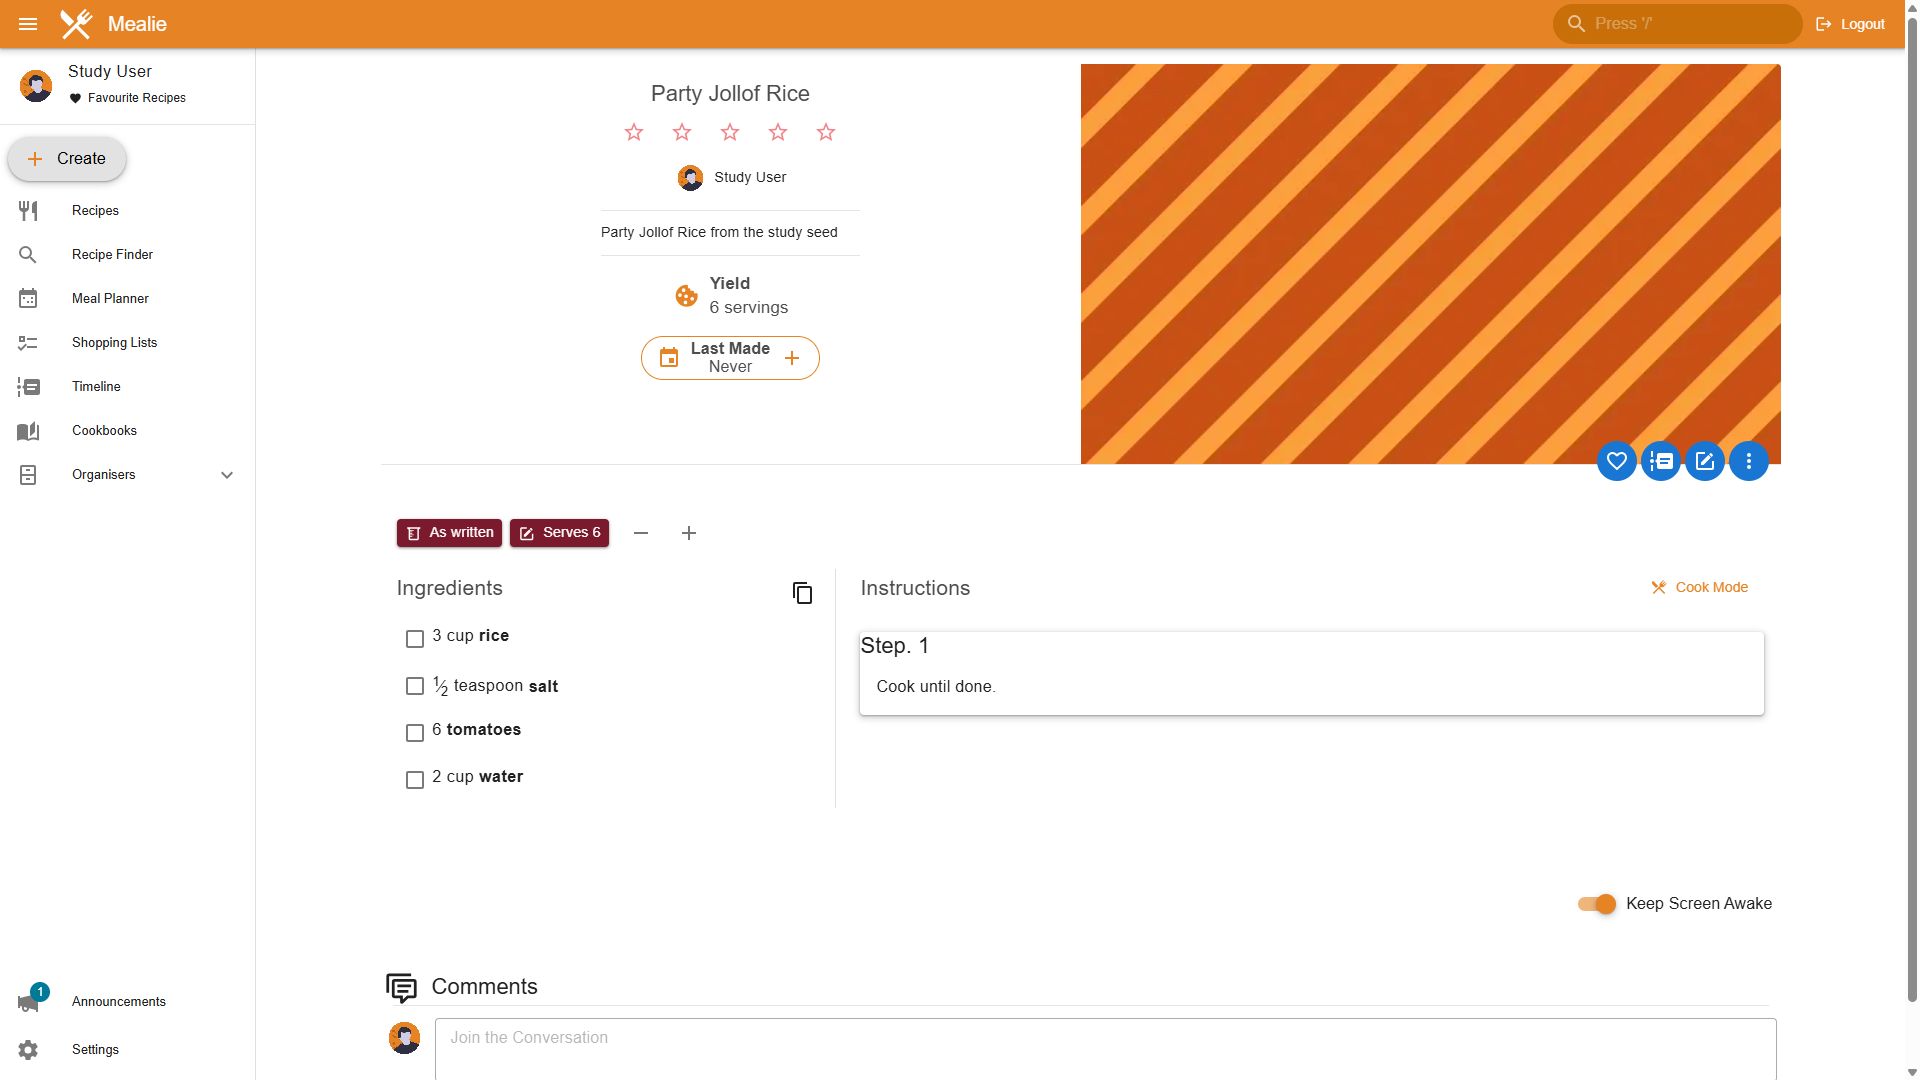 Mealie
Press '/'
Logout
Study User
Favourite Recipes
Create
Recipes
Recipe Finder
Meal Planner
Shopping Lists
Timeline
Cookbooks
Organisers
1
Announcements
Settings
Party Jollof Rice
Study User
Party Jollof Rice from the study seed
Yield
6 servings
Last Made
Never
As written
Serves 6
Ingredients
3 cup rice
1/2 teaspoon salt
6 tomatoes
2 cup water
Instructions
Cook Mode
Step. 1
Cook until done.
Keep Screen Awake
Comments
Join the Conversation